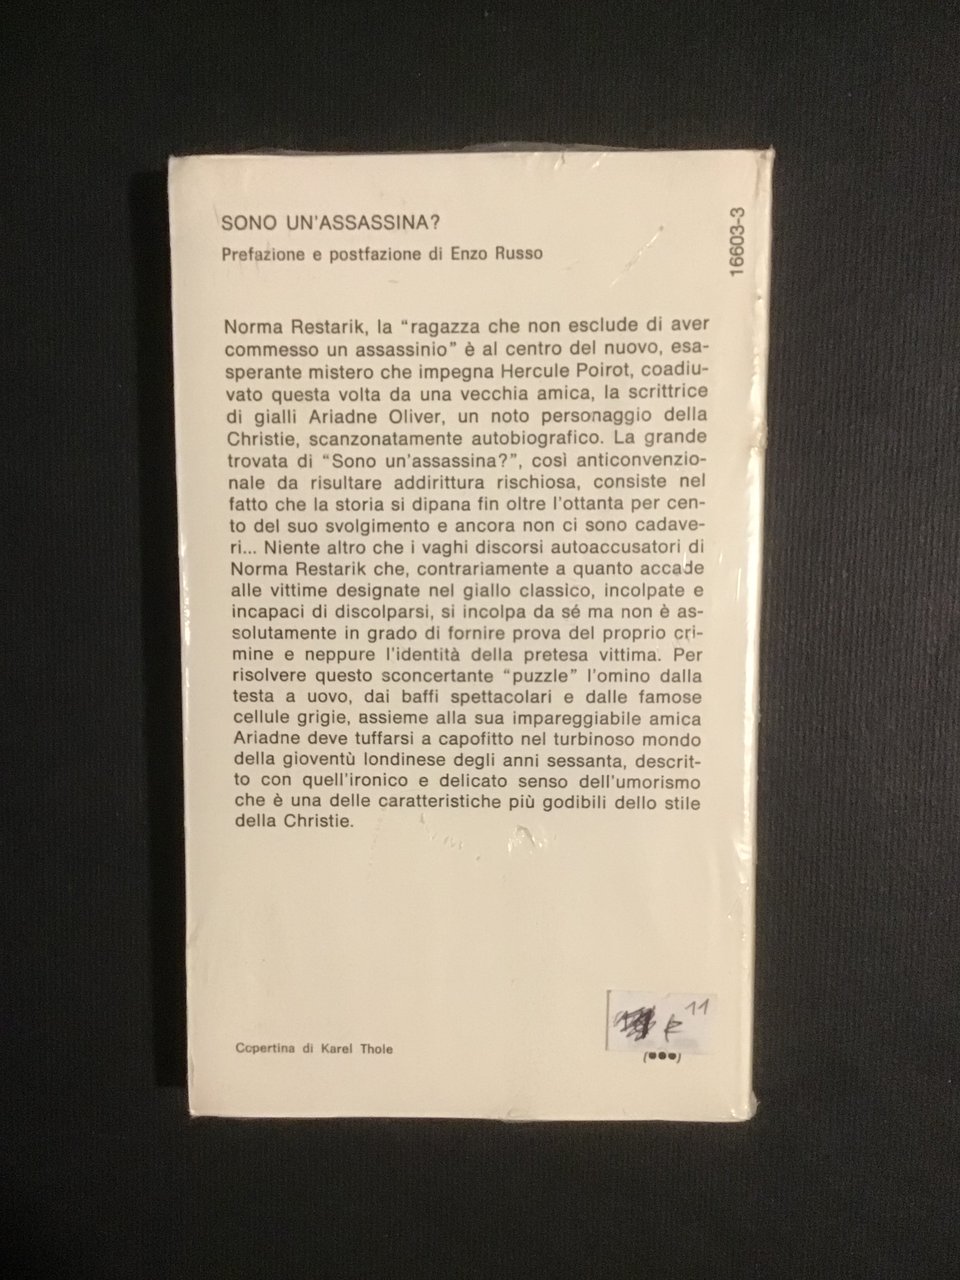 SONO UN'ASSASSINA?
Prefazione e postfazione di Enzo Russo
16603-3
Norma Restarik, la “ragazza che non esclude di aver
commesso un assassinio” è al centro del nuovo, esa-
sperante mistero che impegna Hercule Poirot, coadiu-
vato questa volta da una vecchia amica, la scrittrice
di gialli Ariadne Oliver, un noto personaggio della
Christie, scanzonatamente autobiografico. La grande
trovata di “Sono un'assassina?”, così anticonvenzio-
nale da risultare addirittura rischiosa, consiste nel
fatto che la storia si dipana fin oltre l'ottanta per cen-
to del suo svolgimento e ancora non ci sono cadave-
ri... Niente altro che i vaghi discorsi autoaccusatori di
Norma Restarik che, contrariamente a quanto accade
alle vittime designate nel giallo classico, incolpate e
incapaci di discolparsi, si incolpa da sé ma non è as-
solutamente in grado di fornire prova del proprio cri-
mine e neppure l'identità della pretesa vittima. Per
risolvere questo sconcertante “puzzle” l'omino dalla
testa a uovo, dai baffi spettacolari e dalle famose
cellule grigie, assieme alla sua impareggiabile amica
Ariadne deve tuffarsi a capofitto nel turbinoso mondo
della gioventù londinese degli anni sessanta, descrit-
to con quell'ironico e delicato senso dell'umorismo
che è una delle caratteristiche più godibili dello stile
della Christie.
11
(●●●)
Copertina di Karel Thole